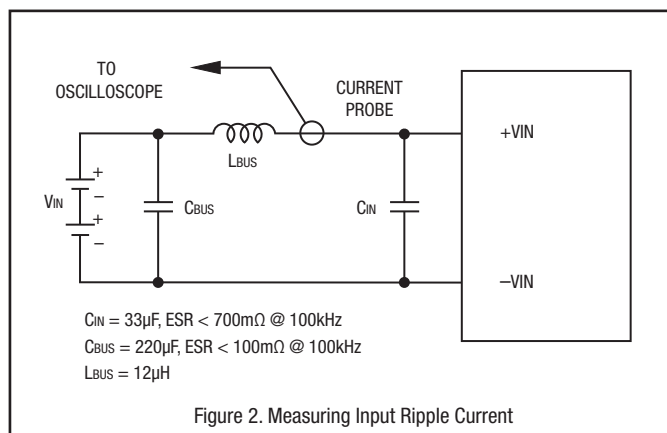 TO
OSCILLOSCOPE
CURRENT
PROBE
+VIN
LBUS
VIN
+
−
+
−
CBUS
CIN
−VIN
CIN = 33µF, ESR < 700mΩ @ 100kHz
CBUS = 220µF, ESR < 100mΩ @ 100kHz
LBUS = 12µH
Figure 2. Measuring Input Ripple Current